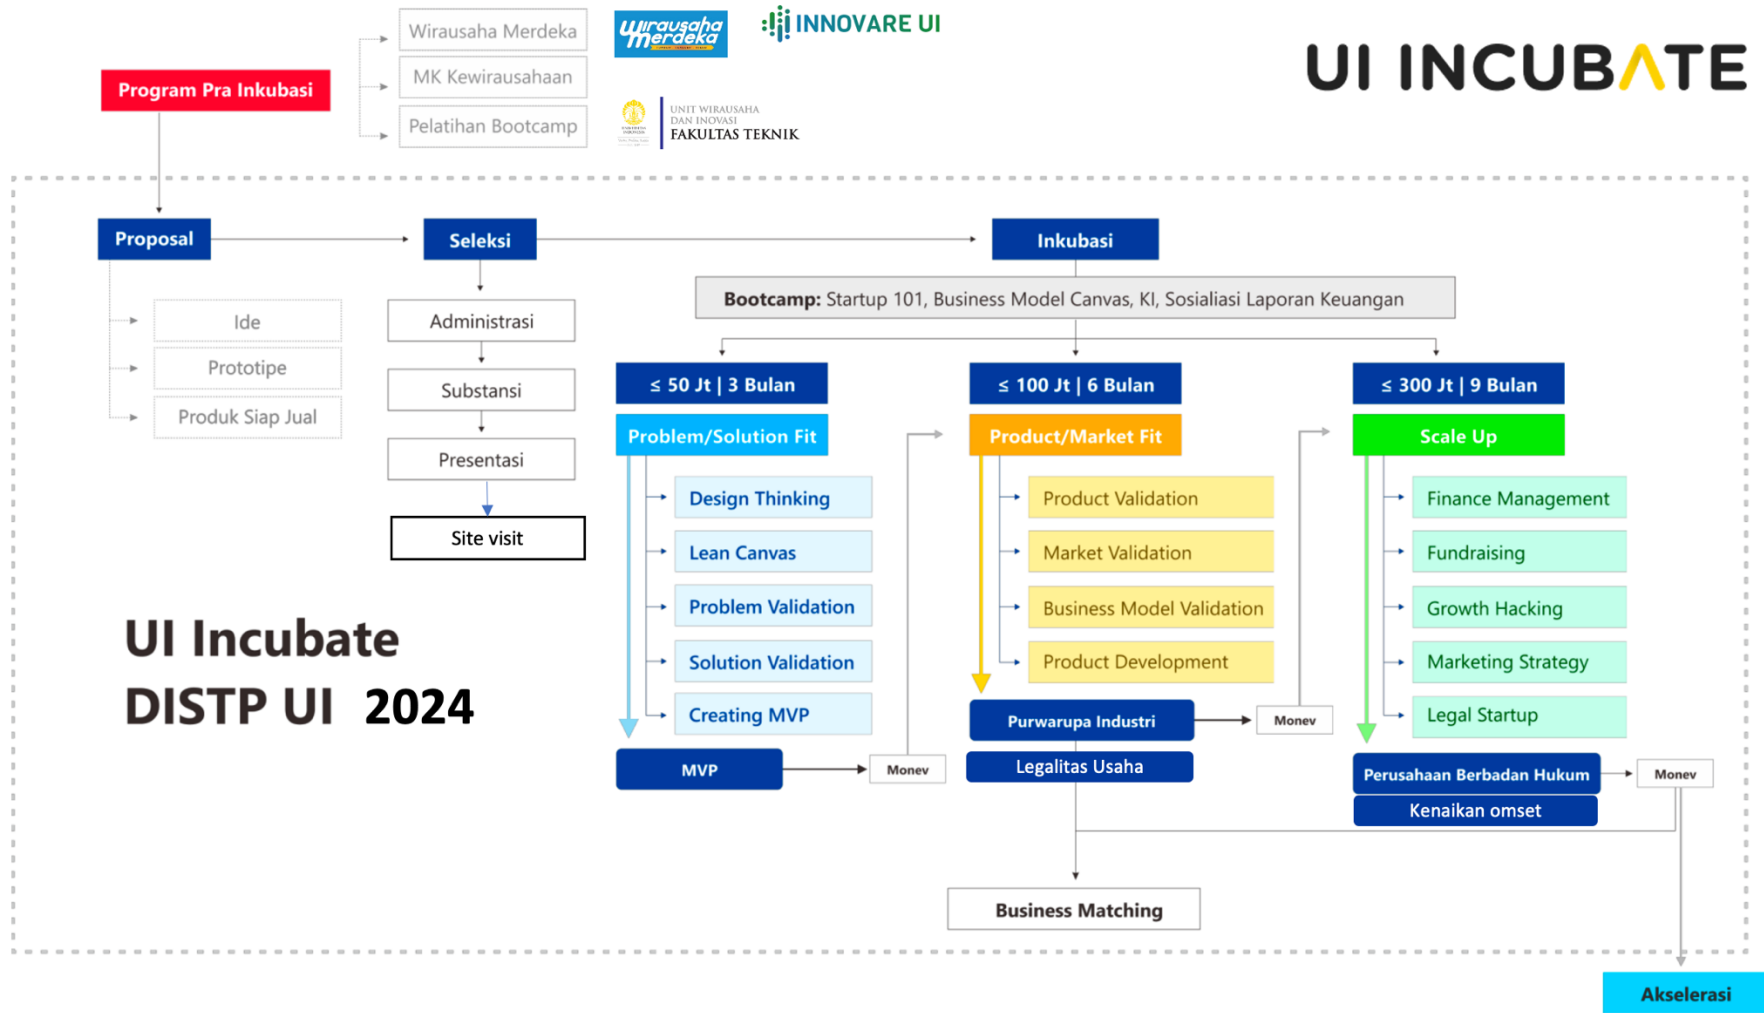 Wirausaha Merdeka
MK Kewirausahaan
Pelatihan Bootcamp
Program Pra Inkubasi
Wirausaha
Merdeka
INNOVARE UI
UNIT WIRAUSAHA
DAN INOVASI
FAKULTAS TEKNIK
UI INCUBATE
Proposal
Ide
Prototipe
Produk Siap Jual
Seleksi
Administrasi
Substansi
Presentasi
Site visit
Inkubasi
Bootcamp: Startup 101, Business Model Canvas, KI, Sosialiasi Laporan Keuangan
≤ 50 Jt | 3 Bulan
Problem/Solution Fit
Design Thinking
Lean Canvas
Problem Validation
Solution Validation
Creating MVP
MVP
Monev
≤ 100 Jt | 6 Bulan
Product/Market Fit
Product Validation
Market Validation
Business Model Validation
Product Development
Purwarupa Industri
Legalitas Usaha
Monev
≤ 300 Jt | 9 Bulan
Scale Up
Finance Management
Fundraising
Growth Hacking
Marketing Strategy
Legal Startup
Perusahaan Berbadan Hukum
Kenaikan omset
Monev
Business Matching
Akselerasi
UI Incubate
DISTP UI 2024